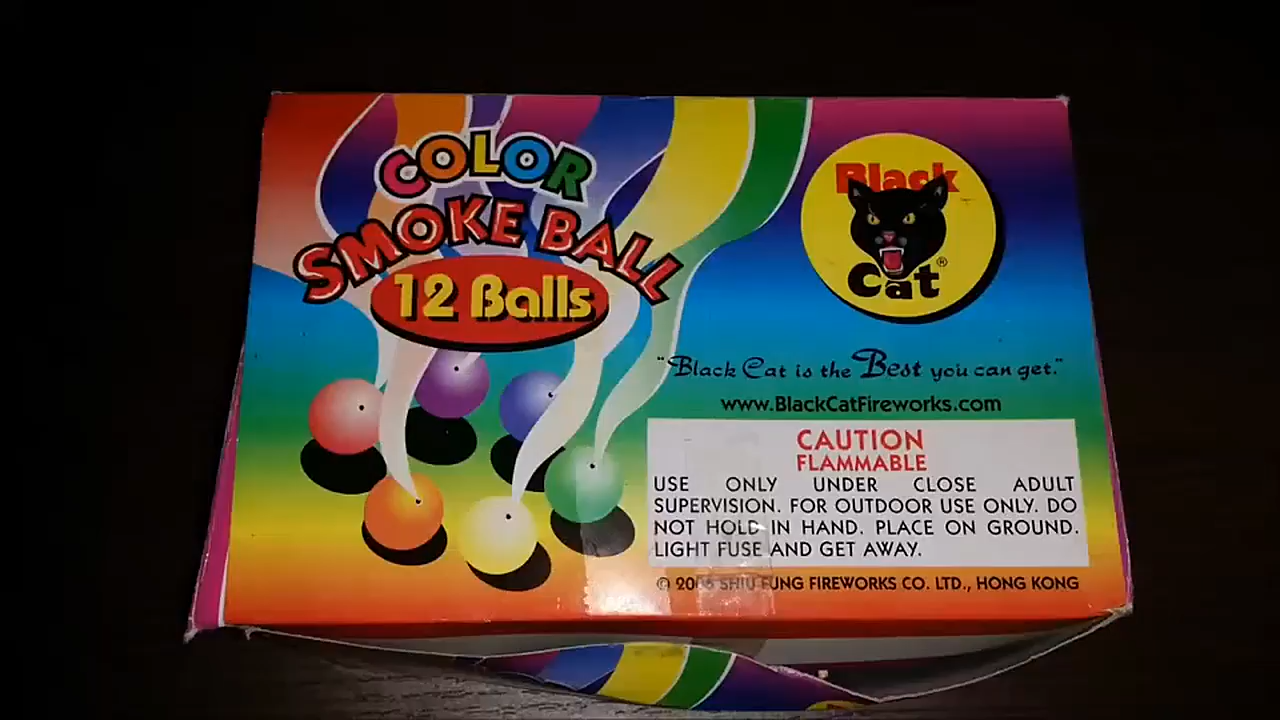 COLOR
SMOKE BALL
12 Balls
Black
Cat®
"Black Cat is the Best you can get."
www.BlackCatFireworks.com
CAUTION
FLAMMABLE
USE ONLY UNDER CLOSE ADULT
SUPERVISION. FOR OUTDOOR USE ONLY. DO
NOT HOLD IN HAND. PLACE ON GROUND.
LIGHT FUSE AND GET AWAY.
© SHIU FUNG FIREWORKS CO. LTD., HONG KONG